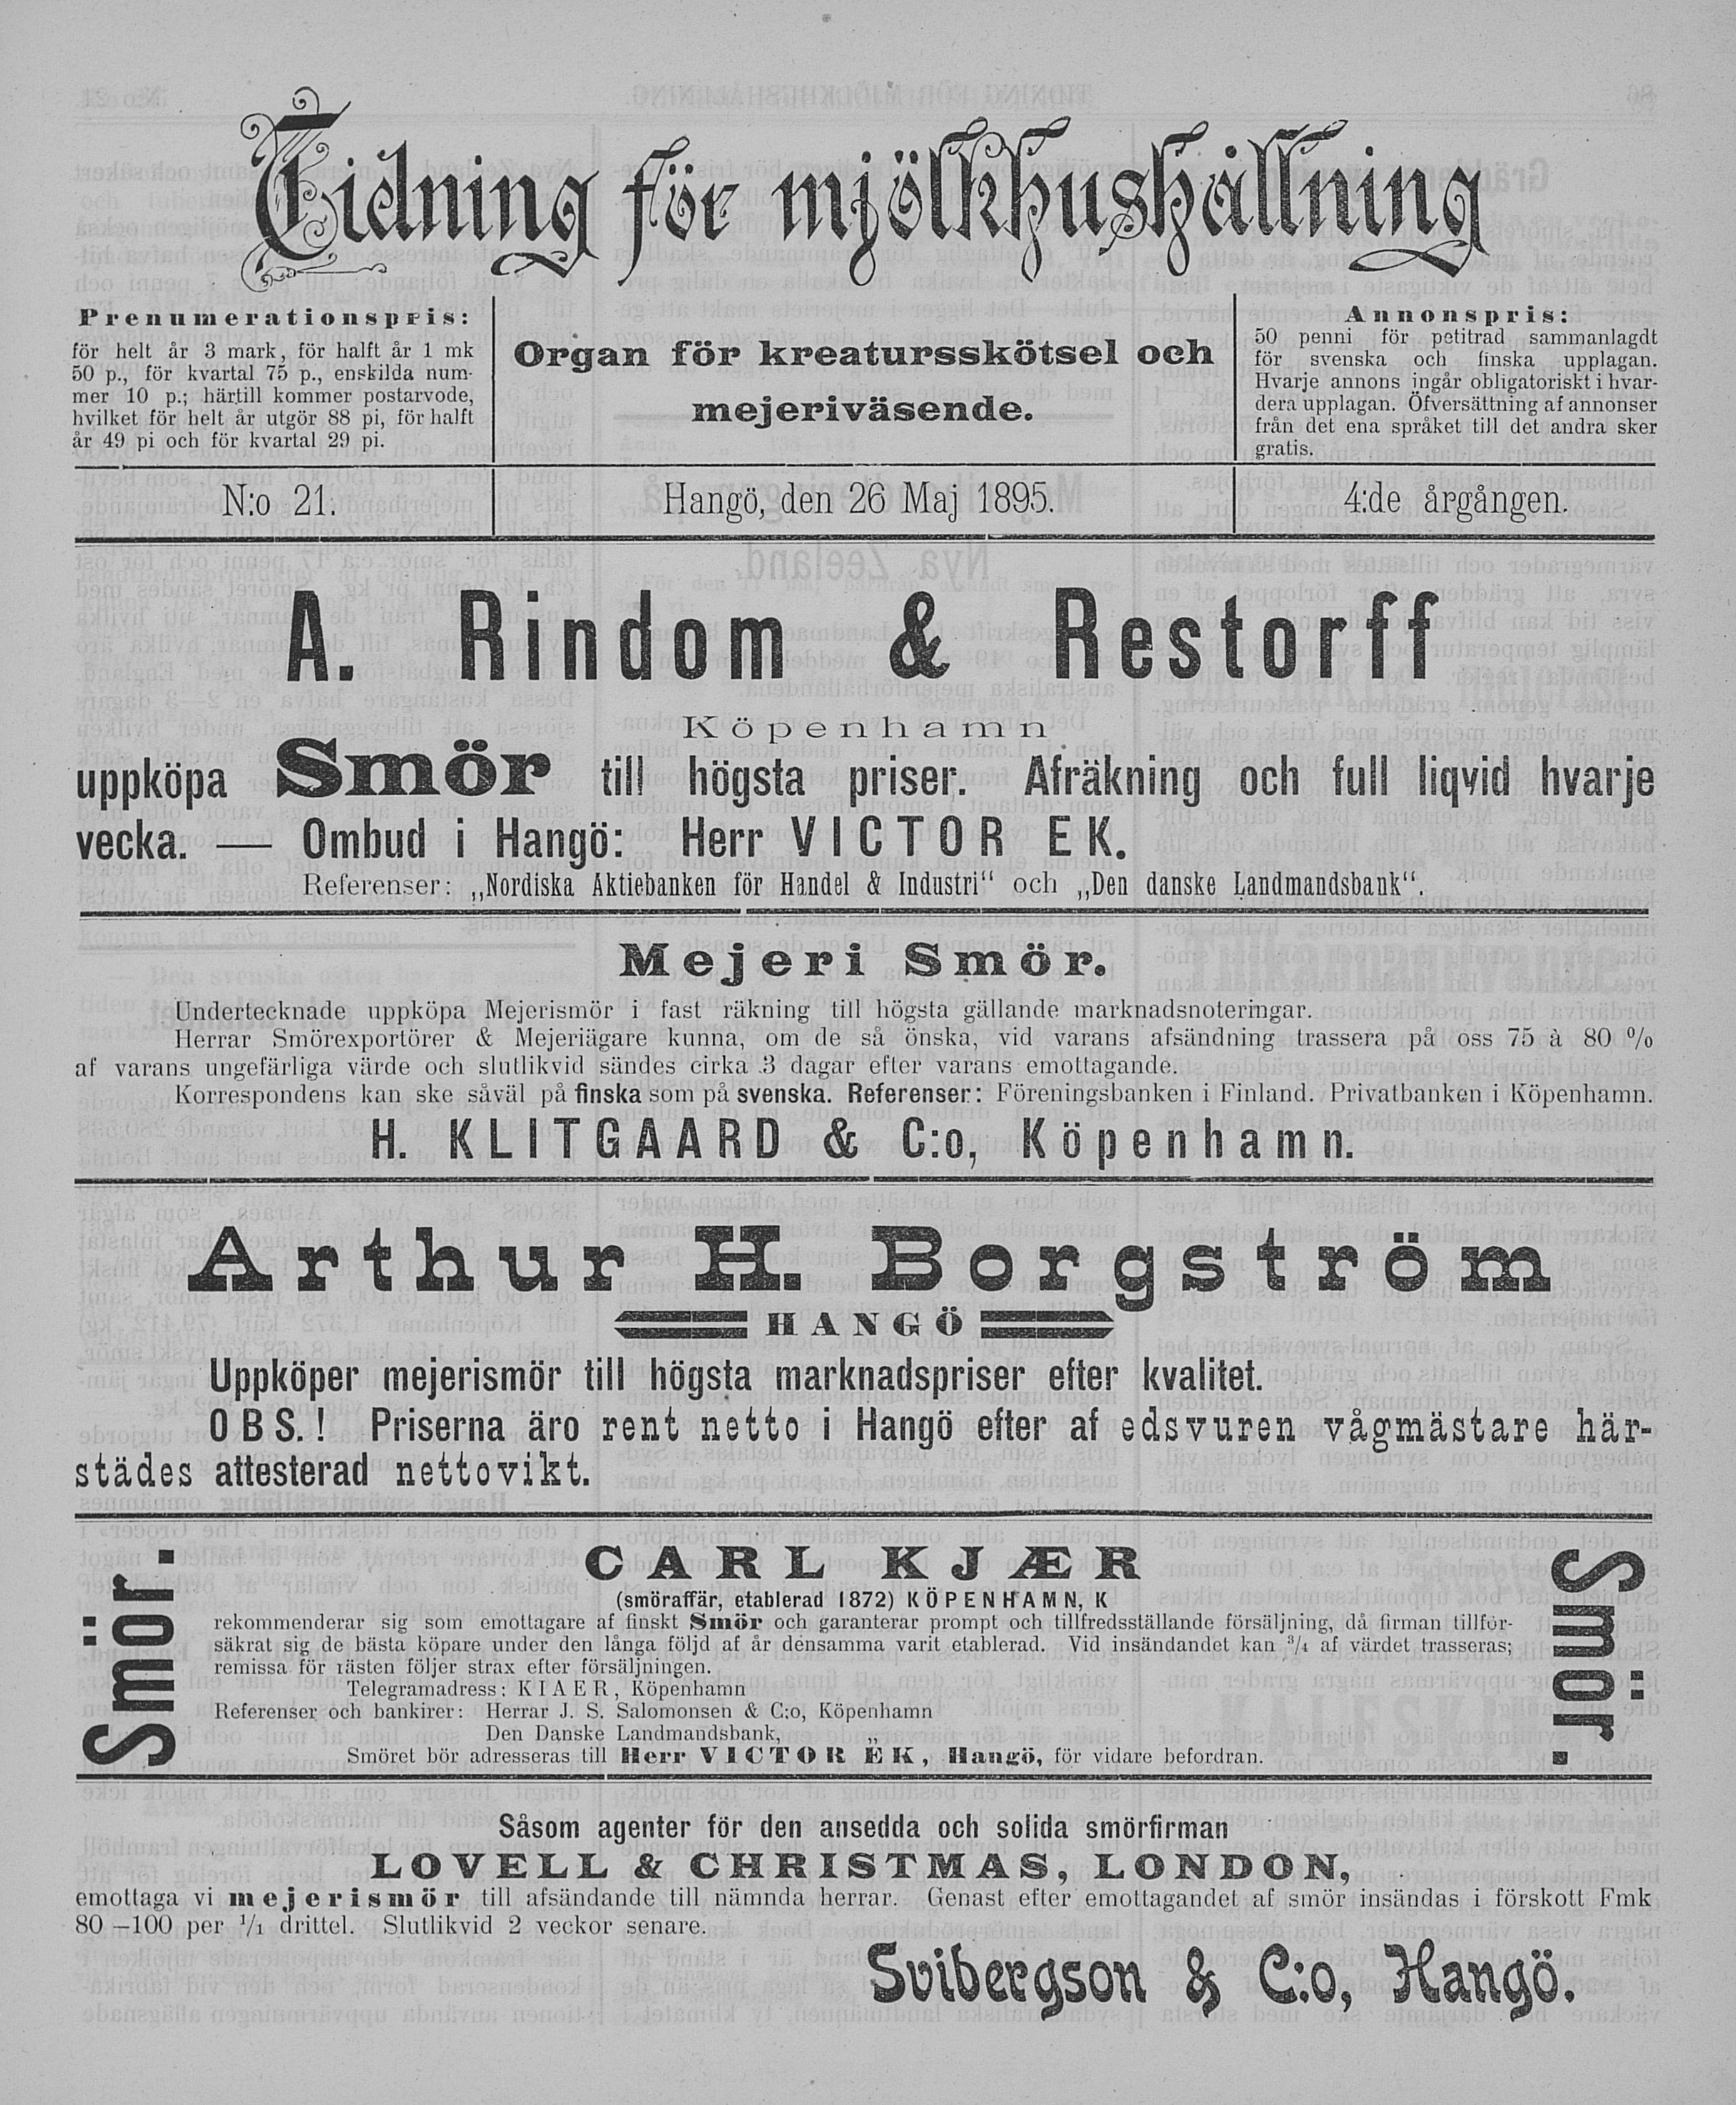 Tidning för mjölkhushållning
Prenumerationspris:
för helt år 3 mark, för halft år 1 mk
50 p., för kvartal 75 p., enskilda num-
mer 10 p.; härtill kommer postarvode,
hvilket för helt år utgör 88 pi, för halft
år 49 pi och för kvartal 29 pi.
Organ för kreatursskötsel och
mejeriväsende.
Annonspris:
50 penni för petitrad sammanlagdt
för svenska och finska upplagan.
Hvarje annons ingår obligatoriskt i hvar-
dera upplagan. Öfversättning af annonser
från det ena språket till det andra sker
gratis.
N:o 21.
Hangö, den 26 Maj 1895.
4:de årgången.
A. Rindom & Restorff
Köpenhamn
uppköpa Smör till högsta priser. Afräkning och full liqvid hvarje
vecka. — Ombud i Hangö: Herr VICTOR EK.
Referenser: „Nordiska Aktiebanken för Handel & Industri“ och „Den danske Landmandsbank“.
Mejeri Smör.
Undertecknade uppköpa Mejerismör i fast räkning till högsta gällande marknadsnoteringar.
Herrar Smörexportörer & Mejeriägare kunna, om de så önska, vid varans afsändning trassera på oss 75 à 80 %
af varans ungefärliga värde och slutlikvid sändes cirka 3 dagar efter varans emottagande.
Korrespondens kan ske såväl på finska som på svenska. Referenser: Föreningsbanken i Finland. Privatbanken i Köpenhamn.
H. KLITGAARD & C:o, Köpenhamn.
Arthur H. Borgström
HANGÖ
Uppköper mejerismör till högsta marknadspriser efter kvalitet.
OBS.! Priserna äro rent netto i Hangö efter af edsvuren vågmästare här-
städes attesterad nettovikt.
Smör.
CARL KJÆR
(smöraffär, etablerad 1872) KÖPENHAMN, K
rekommenderar sig som emottagare af finskt Smör och garanterar prompt och tillfredsställande försäljning, då firman tillför-
säkrat sig de bästa köpare under den långa följd af år densamma varit etablerad. Vid insändandet kan 3/4 af värdet trasseras;
remissa för resten följer strax efter försäljningen.
Telegramadress: KIAER, Köpenhamn
Referenser och bankirer: Herrar J. S. Salomonsen & C:o, Köpenhamn
Den Danske Landmandsbank, „
Smöret bör adresseras till Herr VICTOR EK, Hangö, för vidare befordran.
Smör.
Såsom agenter för den ansedda och solida smörfirman
LOVELL & CHRISTMAS, LONDON,
emottaga vi mejerismör till afsändande till nämnda herrar. Genast efter emottagandet af smör insändas i förskott Fmk
80–100 per 1/1 drittel. Slutlikvid 2 veckor senare.
Svibergson & C:o, Hangö.